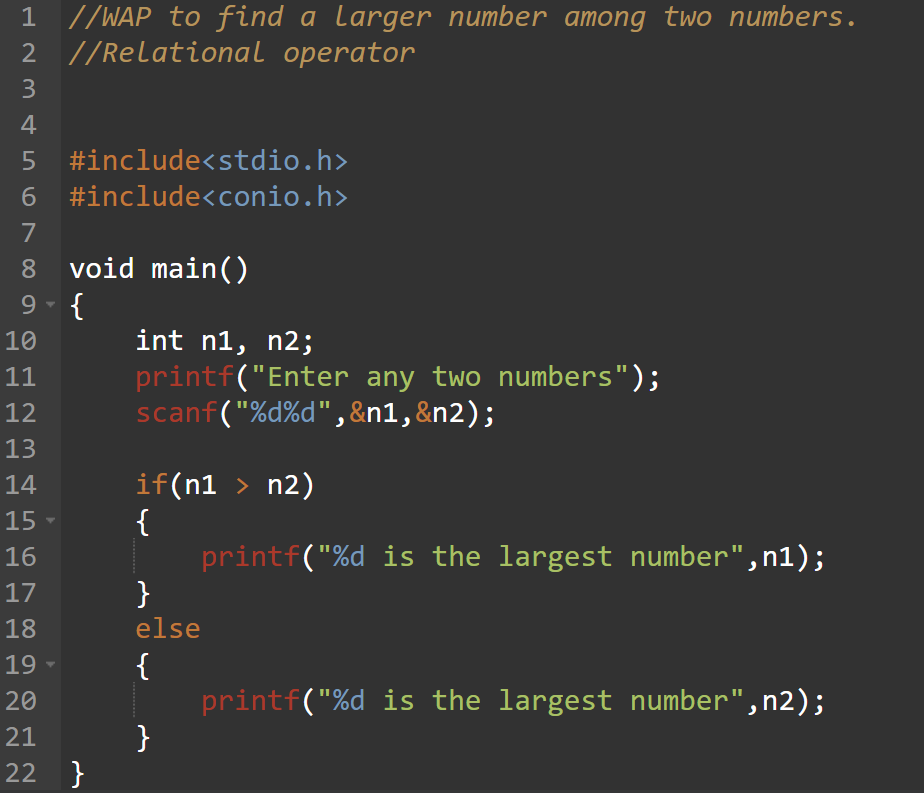 1 //WAP to find a larger number among two numbers.
2 //Relational operator
3
4
5 #include<stdio.h>
6 #include<conio.h>
7
8 void main()
9 {
10     int n1, n2;
11     printf("Enter any two numbers");
12     scanf("%d%d",&n1,&n2);
13
14     if(n1 > n2)
15     {
16         printf("%d is the largest number",n1);
17     }
18     else
19     {
20         printf("%d is the largest number",n2);
21     }
22 }